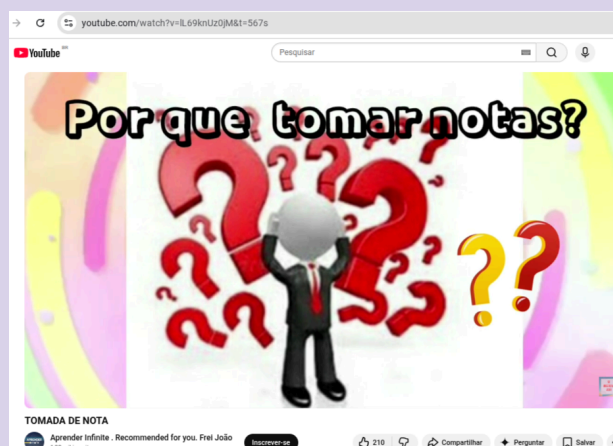 youtube.com/watch?v=lL69knUz0jM&t=567s
YouTube BR
Pesquisar
Por que tomar notas?
TOMADA DE NOTA
Aprender Infinite . Recommended for you. Frei João
Inscrever-se
210
Compartilhar
Perguntar
Salvar